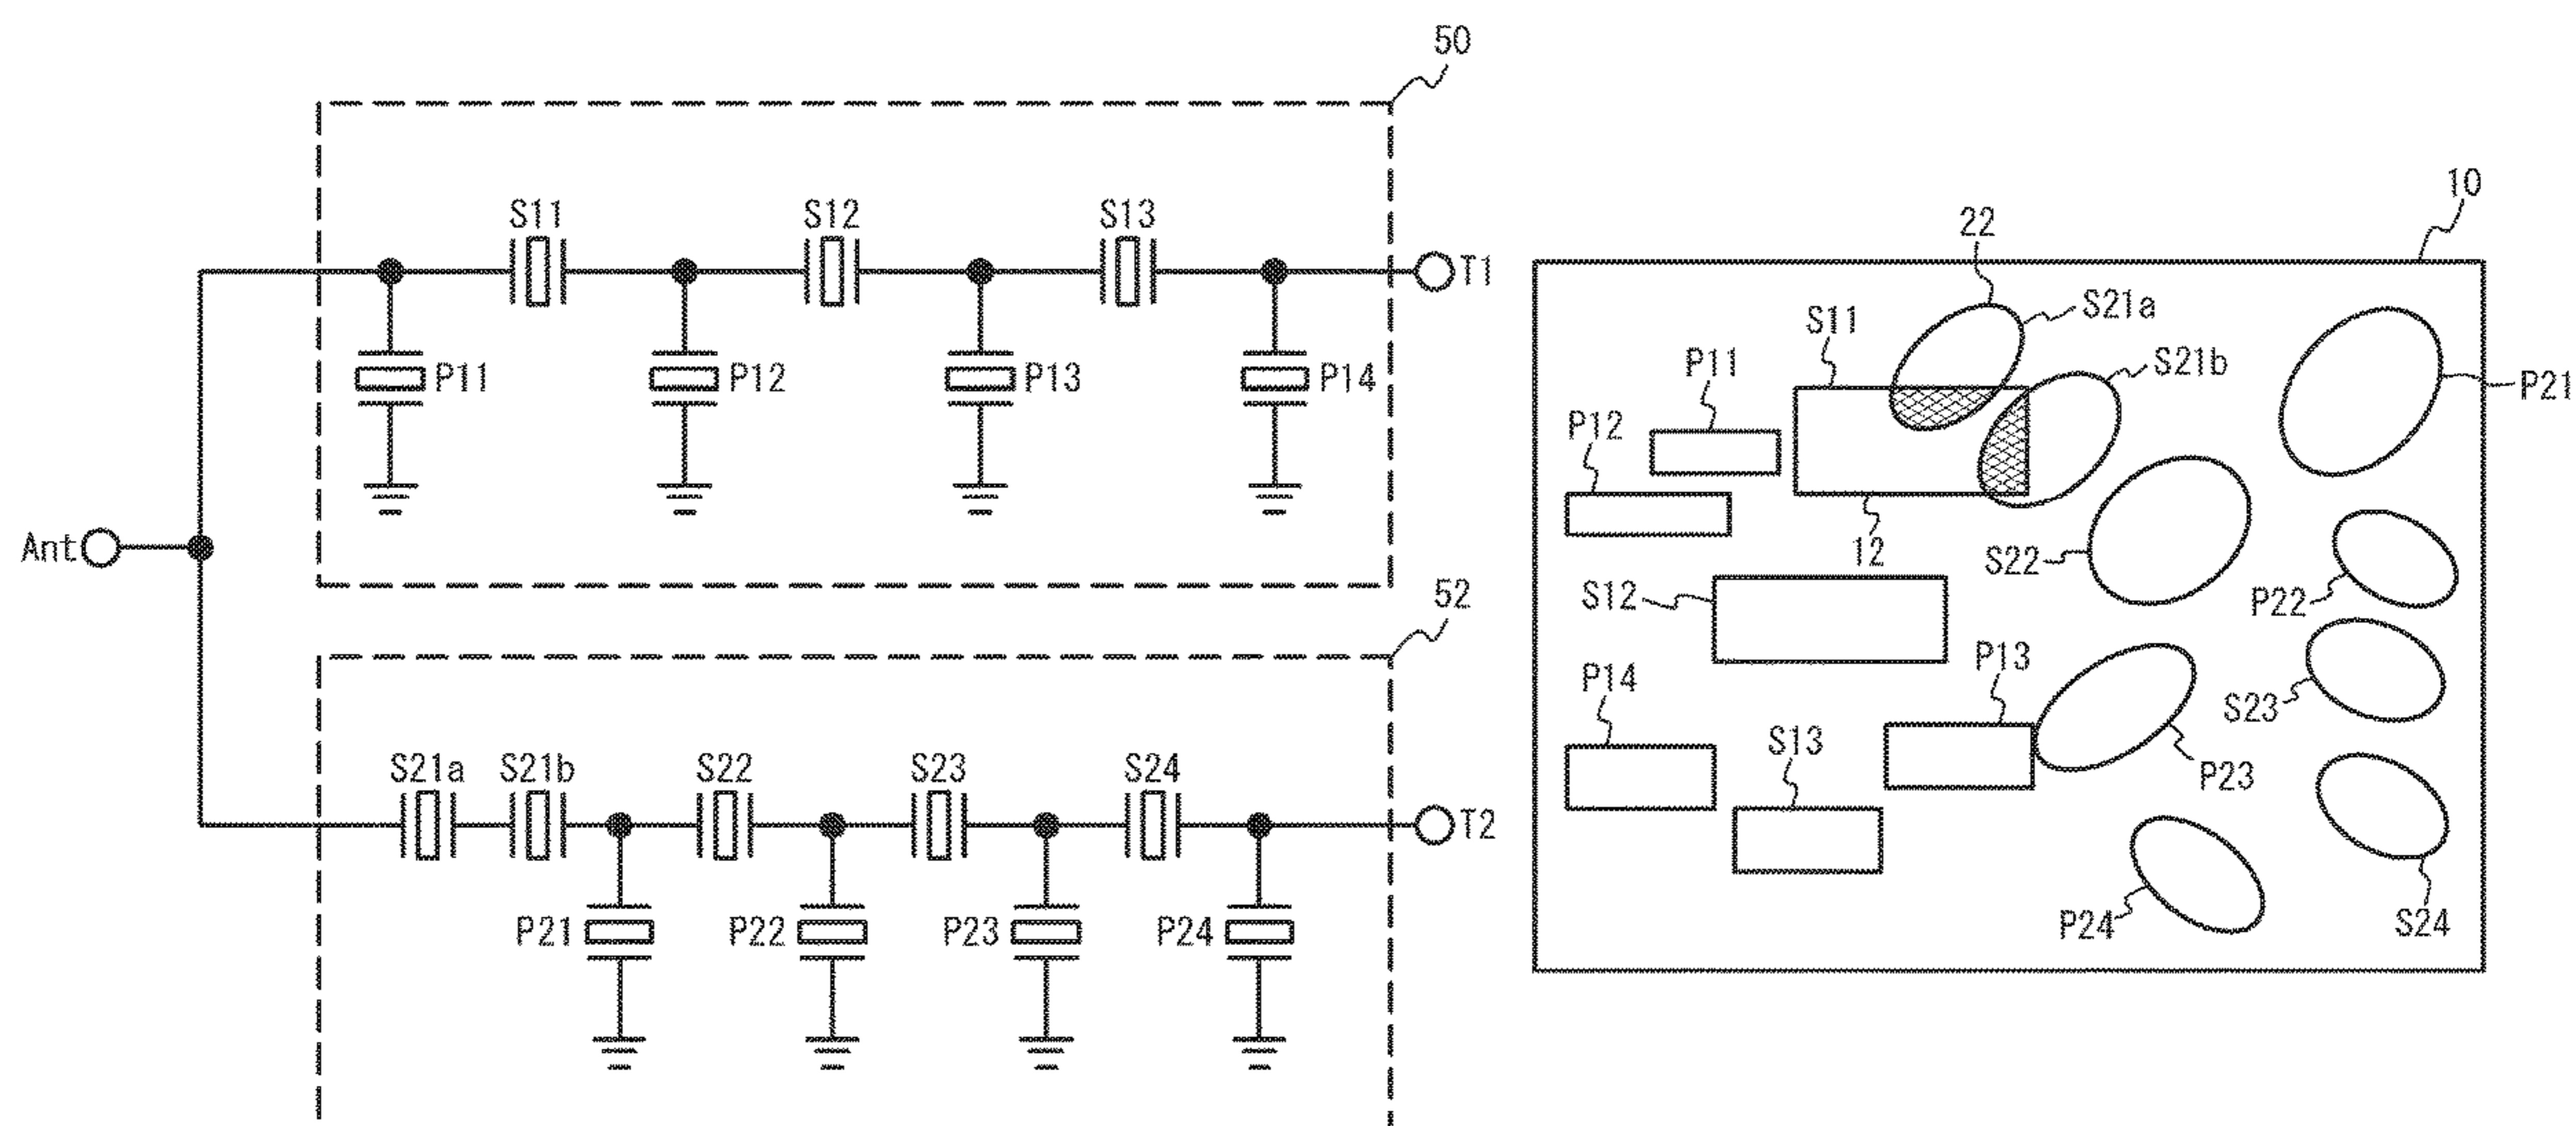 50
S11 S12 S13
T1
P11 P12 P13 P14
Ant
52
S21a S21b S22 S23 S24
T2
P21 P22 P23 P24
10
22
S21a
S11
S21b
P11
P21
P12
12
S22
S12
P22
P13
P14
S23
S13
P23
P24
S24